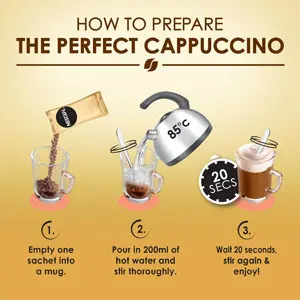 HOW TO PREPARE
THE PERFECT CAPPUCCINO
85°C
20
SECS
1.
Empty one
sachet into
a mug.
2.
Pour in 200ml of
hot water and
stir thoroughly.
3.
Wait 20 seconds,
stir again &
enjoy!